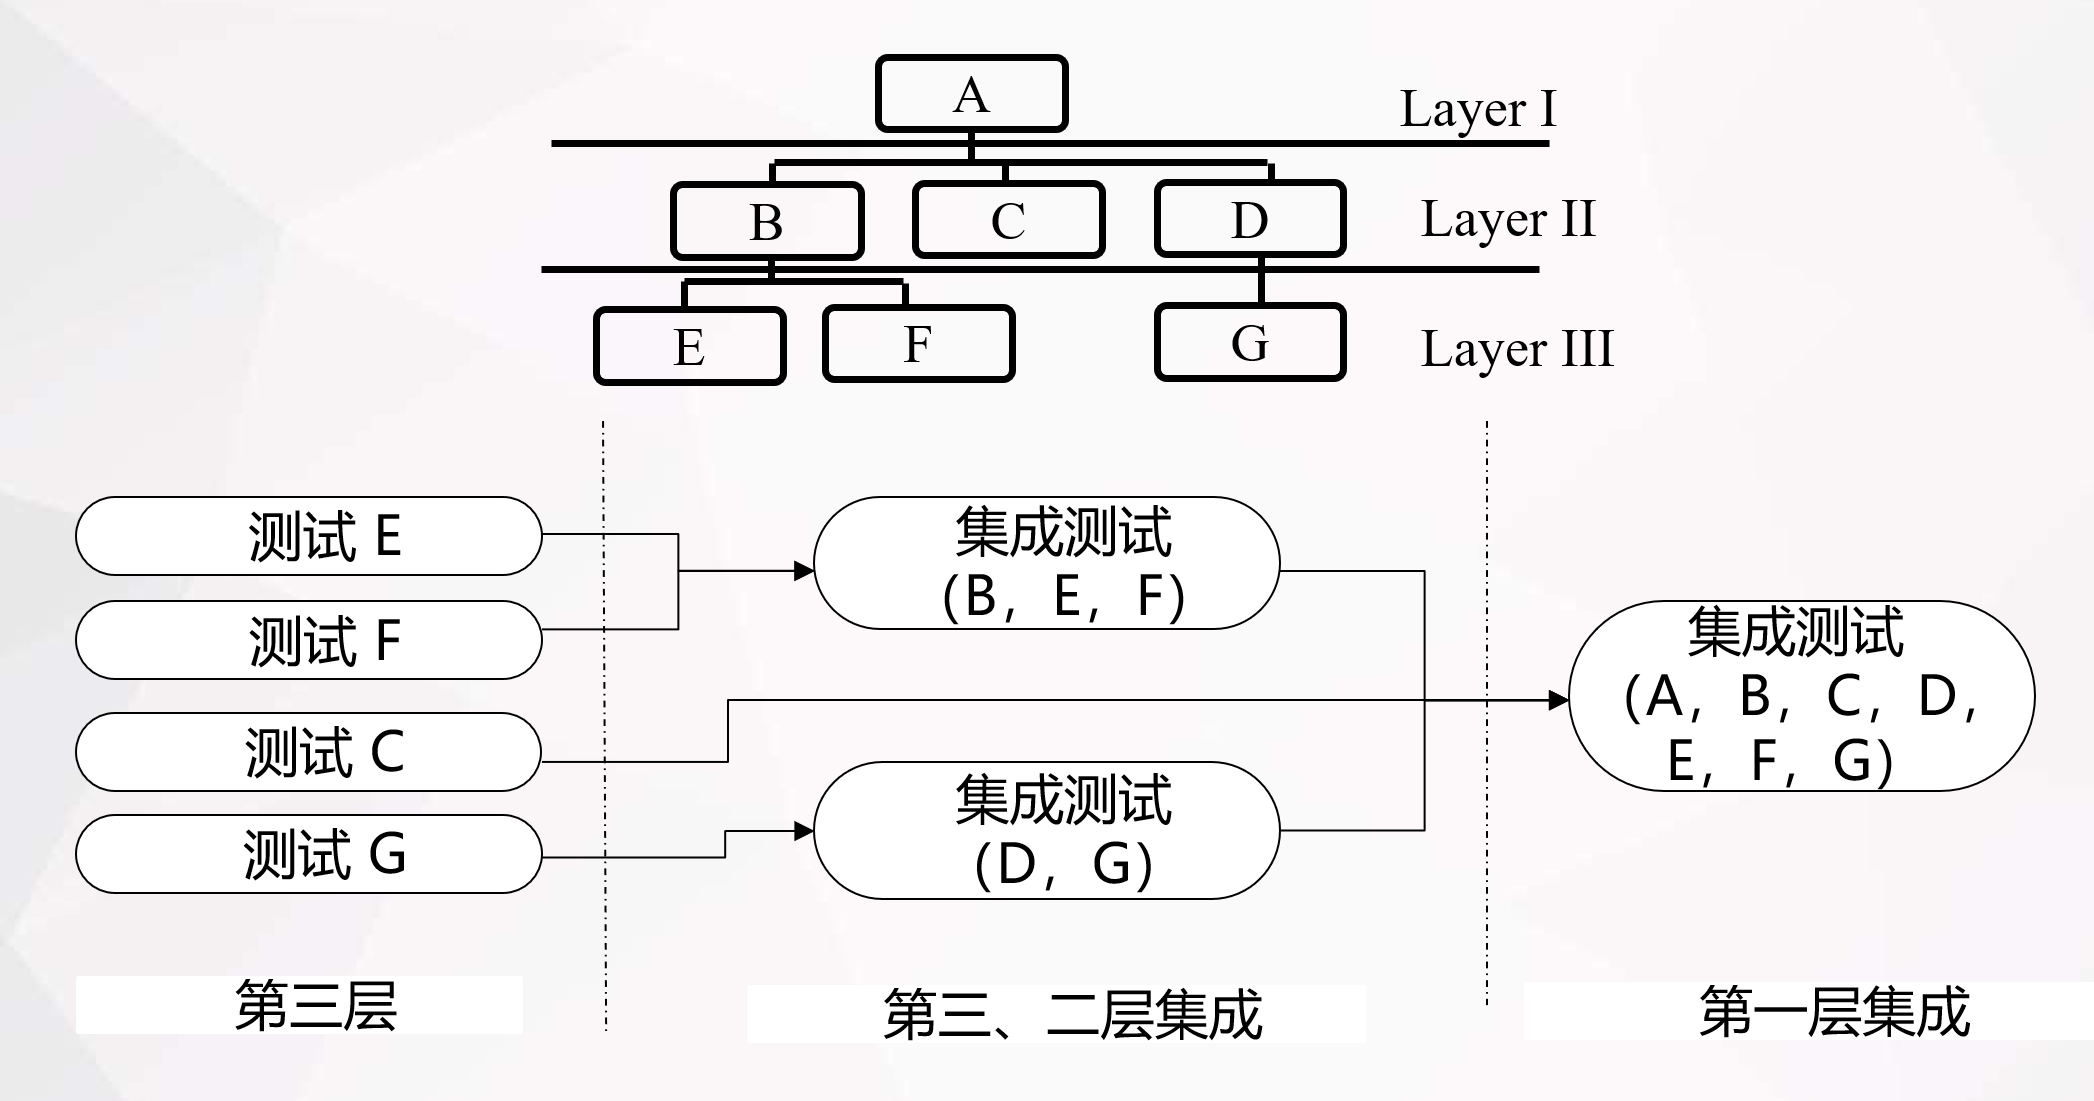 A
Layer I
B
C
D
Layer II
E
F
G
Layer III
测试 E
测试 F
测试 C
测试 G
集成测试
(B，E，F)
集成测试
(D，G)
集成测试
(A，B，C，D，
E，F，G)
第三层
第三、二层集成
第一层集成